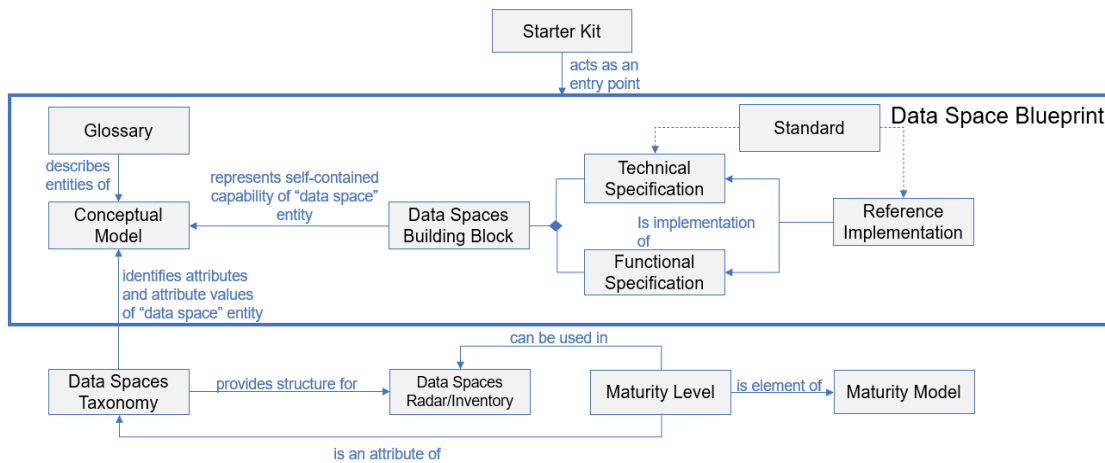 Starter Kit
acts as an
entry point
Data Space Blueprint
Glossary
Standard
describes
entities of
represents self-contained
capability of “data space”
entity
Technical
Specification
Conceptual
Model
Data Spaces
Building Block
Is implementation
of
Reference
Implementation
Functional
Specification
identifies attributes
and attribute values
of “data space” entity
can be used in
Data Spaces
Taxonomy
provides structure for
Data Spaces
Radar/Inventory
Maturity Level
is element of
Maturity Model
is an attribute of